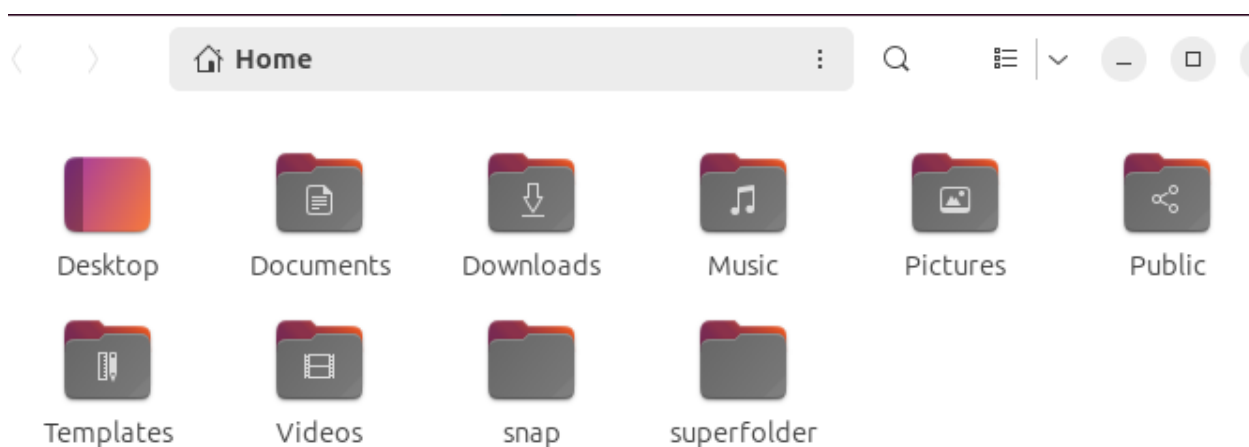 Home
Desktop Documents Downloads Music Pictures Public
Templates Videos snap superfolder